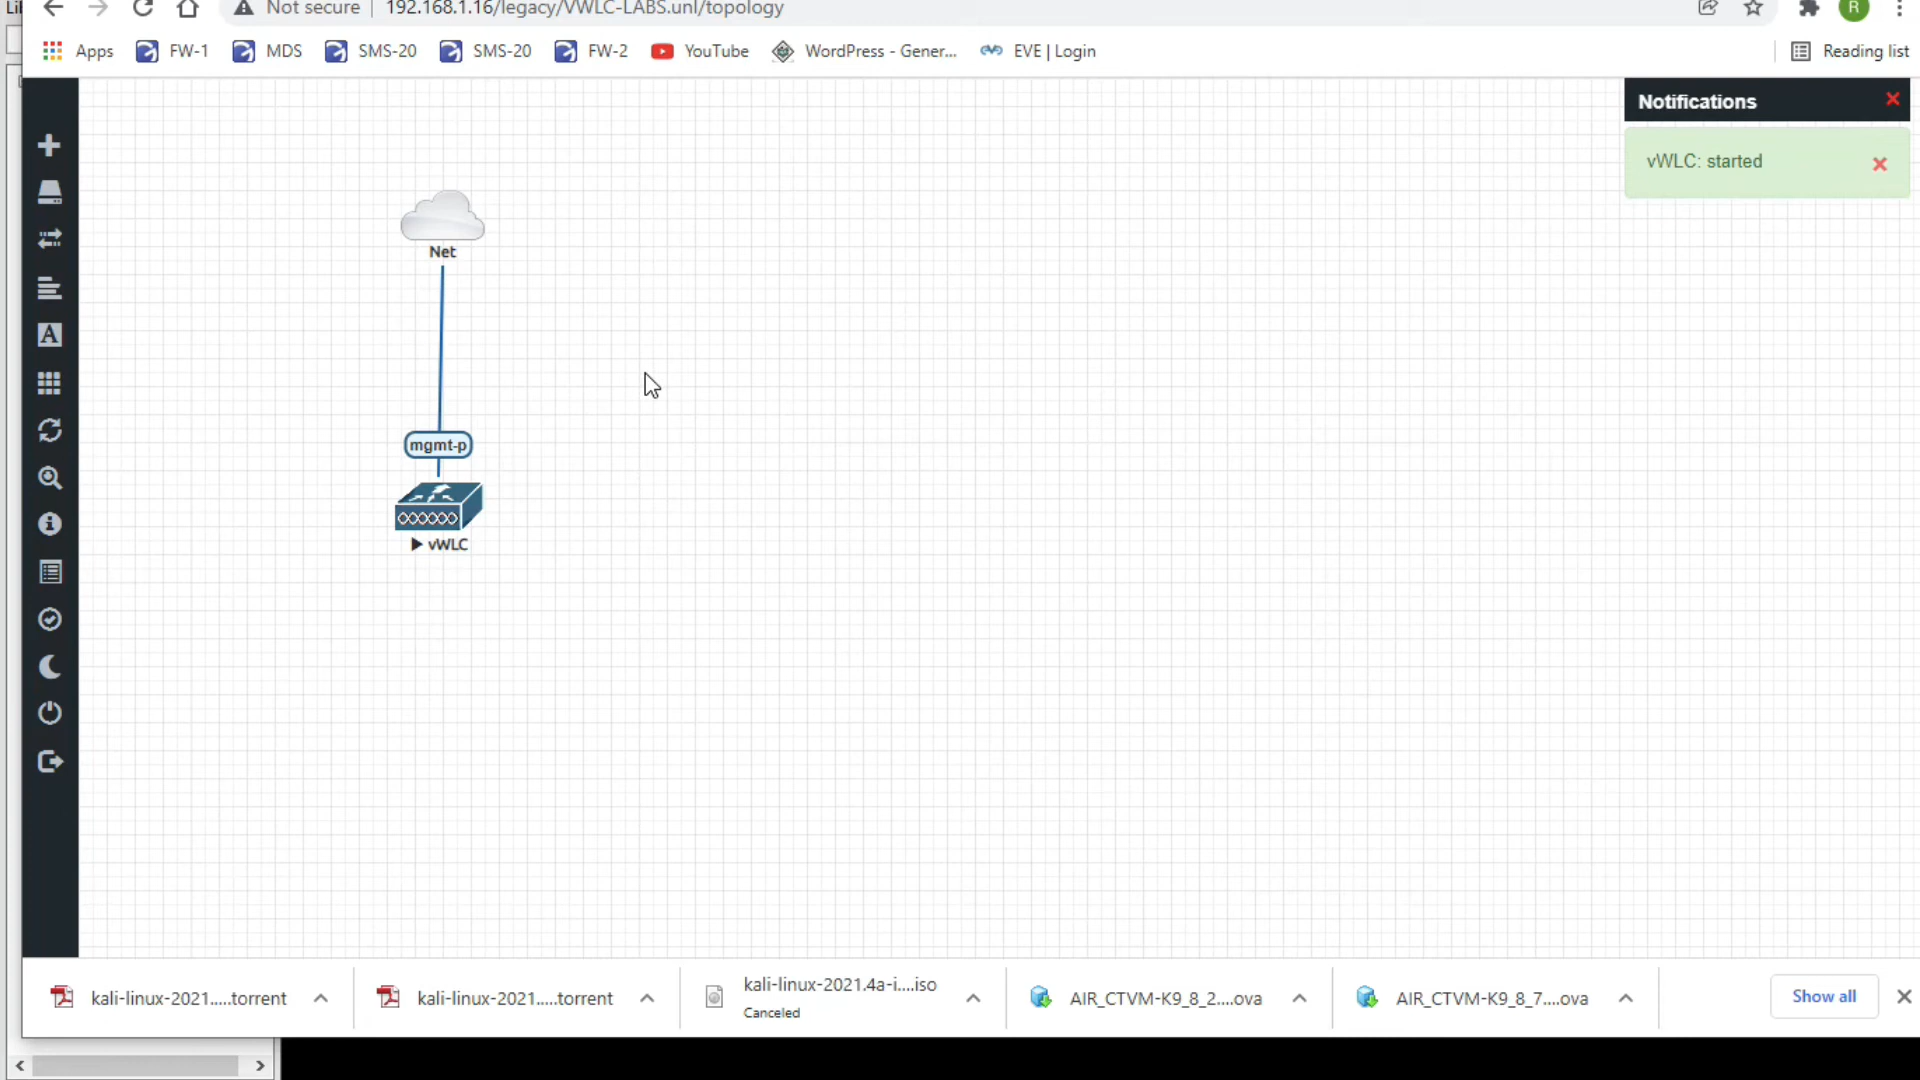 Not secure
192.168.1.16/legacy/VWLC-LABS.unl/topology
R
Apps
FW-1
MDS
SMS-20
SMS-20
FW-2
YouTube
WordPress - Gener...
EVE | Login
Reading list
Notifications
vWLC: started
Net
mgmt-p
vWLC
kali-linux-2021.....torrent
kali-linux-2021.....torrent
kali-linux-2021.4a-i....iso
Canceled
AIR_CTVM-K9_8_2....ova
AIR_CTVM-K9_8_7....ova
Show all